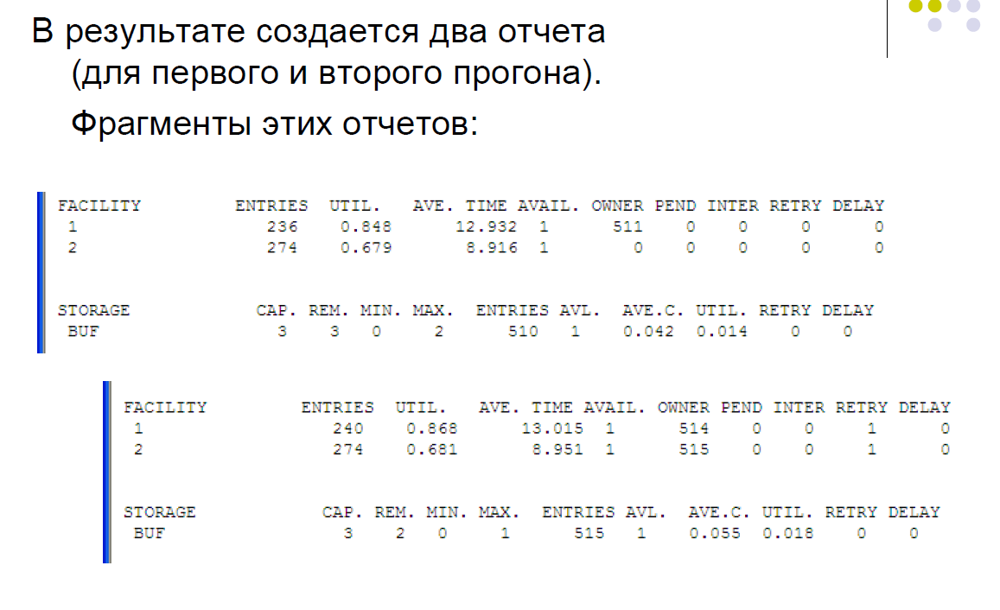 В результате создается два отчета
(для первого и второго прогона).
Фрагменты этих отчетов:
FACILITY ENTRIES UTIL. AVE. TIME AVAIL. OWNER PEND INTER RETRY DELAY
1 236 0.848 12.932 1 511 0 0 0 0
2 274 0.679 8.916 1 0 0 0 0 0
STORAGE CAP. REM. MIN. MAX. ENTRIES AVL. AVE.C. UTIL. RETRY DELAY
BUF 3 3 0 2 510 1 0.042 0.014 0 0
FACILITY ENTRIES UTIL. AVE. TIME AVAIL. OWNER PEND INTER RETRY DELAY
1 240 0.868 13.015 1 514 0 0 1 0
2 274 0.681 8.951 1 515 0 0 1 0
STORAGE CAP. REM. MIN. MAX. ENTRIES AVL. AVE.C. UTIL. RETRY DELAY
BUF 3 2 0 1 515 1 0.055 0.018 0 0